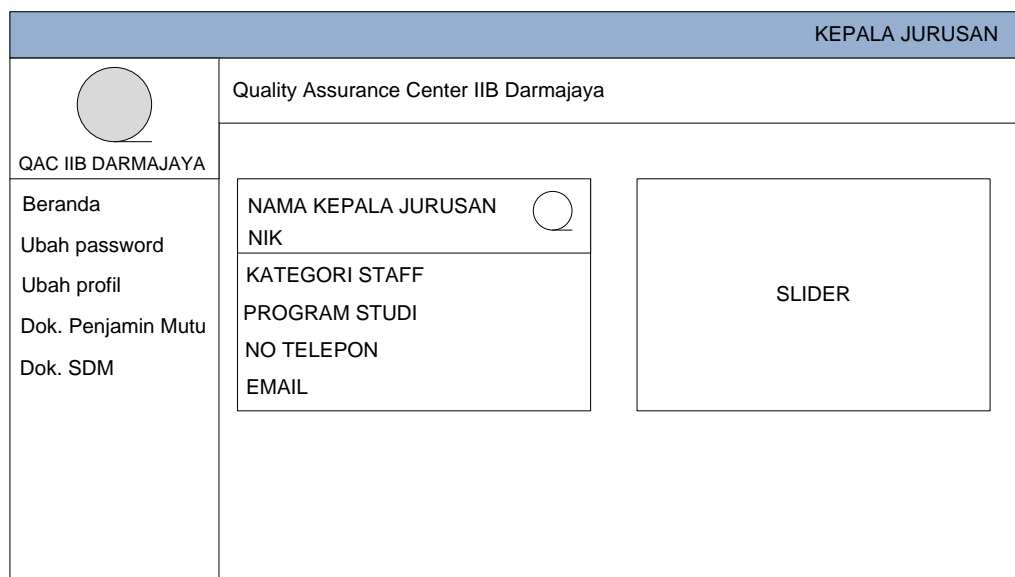 KEPALA JURUSAN
QAC IIB DARMAJAYA
Beranda
Ubah password
Ubah profil
Dok. Penjamin Mutu
Dok. SDM
Quality Assurance Center IIB Darmajaya
NAMA KEPALA JURUSAN
NIK
KATEGORI STAFF
PROGRAM STUDI
NO TELEPON
EMAIL
SLIDER